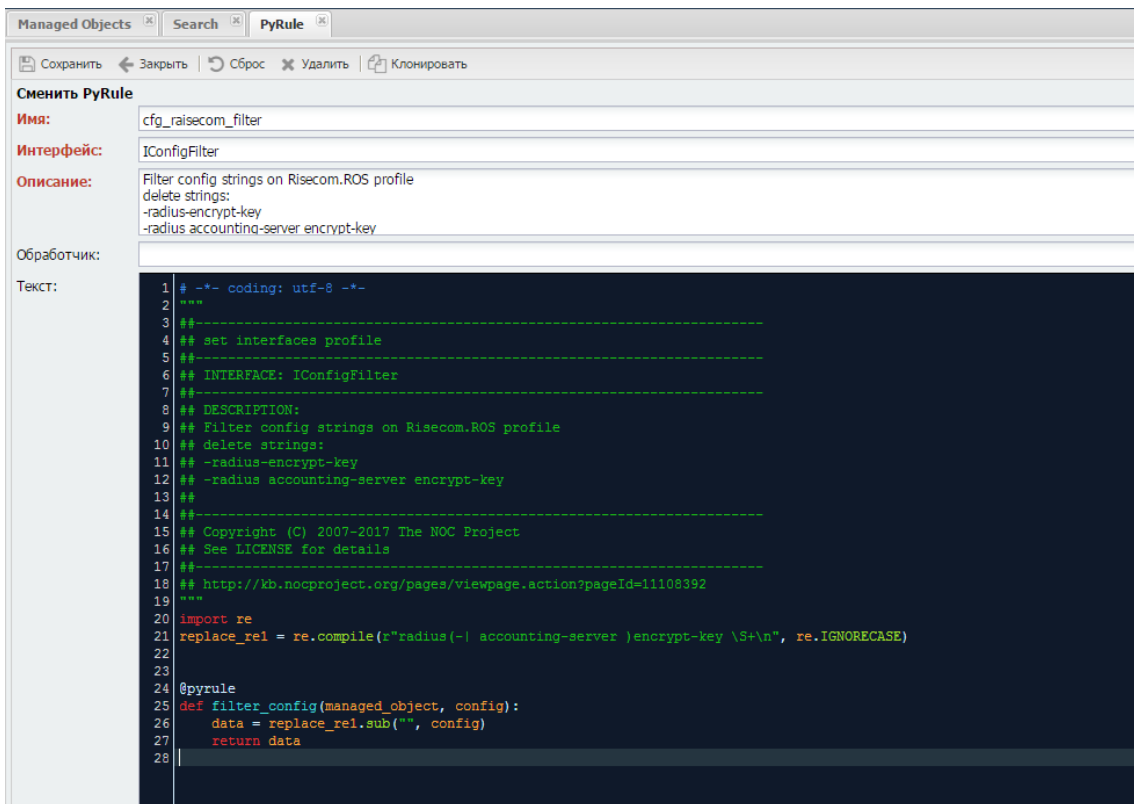 Managed Objects Search PyRule
Сохранить Закрыть Сброс Удалить Клонировать
Сменить PyRule
Имя: cfg_raisecom_filter
Интерфейс: IConfigFilter
Описание: Filter config strings on Risecom.ROS profile
delete strings:
-radius-encrypt-key
-radius accounting-server encrypt-key
Обработчик:
Текст:
1 # -*- coding: utf-8 -*-
2 """
3 ##----------------------------------------------------------------------
4 ## set interfaces profile
5 ##----------------------------------------------------------------------
6 ## INTERFACE: IConfigFilter
7 ##----------------------------------------------------------------------
8 ## DESCRIPTION:
9 ## Filter config strings on Risecom.ROS profile
10 ## delete strings:
11 ## -radius-encrypt-key
12 ## -radius accounting-server encrypt-key
13 ##
14 ##----------------------------------------------------------------------
15 ## Copyright (C) 2007-2017 The NOC Project
16 ## See LICENSE for details
17 ##----------------------------------------------------------------------
18 ## http://kb.nocproject.org/pages/viewpage.action?pageId=11108392
19 """
20 import re
21 replace_re1 = re.compile(r"radius(-| accounting-server )encrypt-key \S+\n", re.IGNORECASE)
22
23
24 @pyrule
25 def filter_config(managed_object, config):
26     data = replace_re1.sub("", config)
27     return data
28